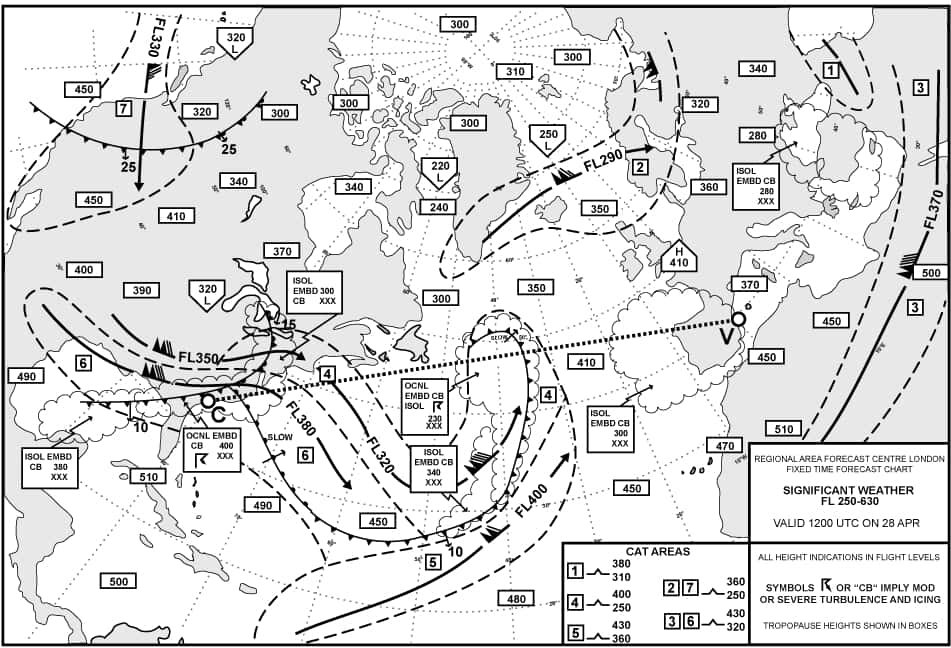 FL330
320
L
300
300
310
340
1
3
450
7
320
300
300
300
320
280
25
25
220
L
250
L
FL290
2
ISOL
EMBD CB
280
XXX
450
340
340
360
410
240
350
FL370
370
H
410
400
390
320
L
ISOL
EMBD 300
CB XXX
300
350
370
500
3
15
450
SLOW
FL350
6
490
14
410
450
OCNL
EMBD CB
ISOL
230
XXX
4
V
C
10
FL380
ISOL
EMBD CB
300
XXX
OCNL EMBD
CB 400
XXX
SLOW
6
FL320
510
470
ISOL EMBD
CB 380
XXX
ISOL
EMBD CB
340
XXX
510
490
450
FL400
450
10
5
500
480
REGIONAL AREA FORECAST CENTRE LONDON
FIXED TIME FORECAST CHART
SIGNIFICANT WEATHER
FL 250-630
VALID 1200 UTC ON 28 APR
CAT AREAS
1 380
310
4 400
250
5 430
360
2 7 360
250
3 6 430
320
ALL HEIGHT INDICATIONS IN FLIGHT LEVELS
SYMBOLS OR "CB" IMPLY MOD
OR SEVERE TURBULENCE AND ICING
TROPOPAUSE HEIGHTS SHOWN IN BOXES